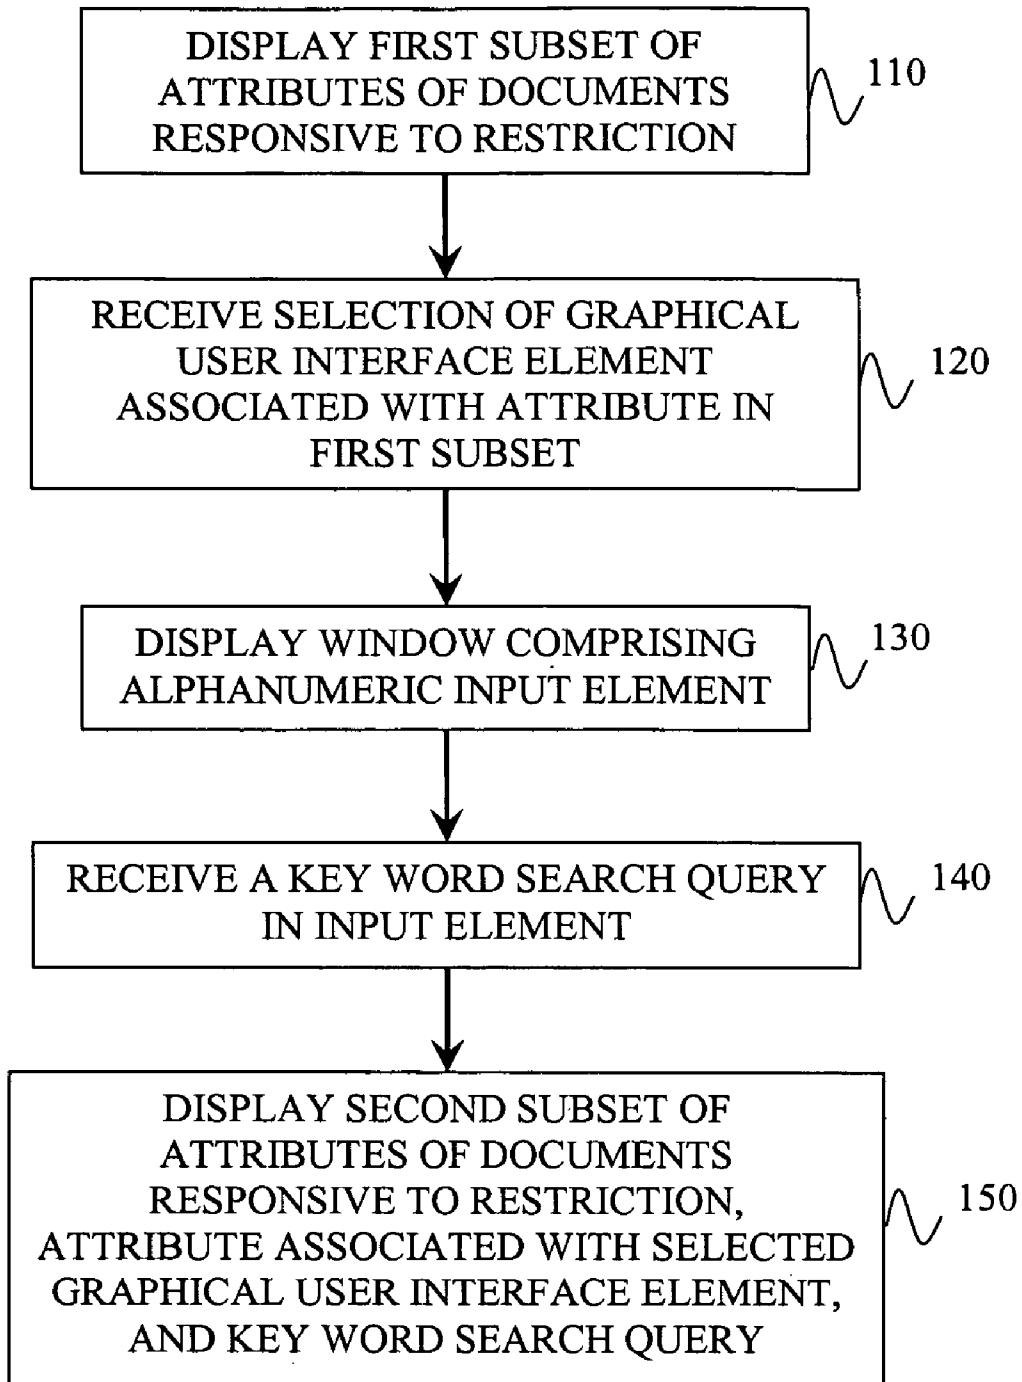 DISPLAY FIRST SUBSET OF
ATTRIBUTES OF DOCUMENTS
RESPONSIVE TO RESTRICTION
110
RECEIVE SELECTION OF GRAPHICAL
USER INTERFACE ELEMENT
ASSOCIATED WITH ATTRIBUTE IN
FIRST SUBSET
120
DISPLAY WINDOW COMPRISING
ALPHANUMERIC INPUT ELEMENT
130
RECEIVE A KEY WORD SEARCH QUERY
IN INPUT ELEMENT
140
DISPLAY SECOND SUBSET OF
ATTRIBUTES OF DOCUMENTS
RESPONSIVE TO RESTRICTION,
ATTRIBUTE ASSOCIATED WITH SELECTED
GRAPHICAL USER INTERFACE ELEMENT,
AND KEY WORD SEARCH QUERY
150